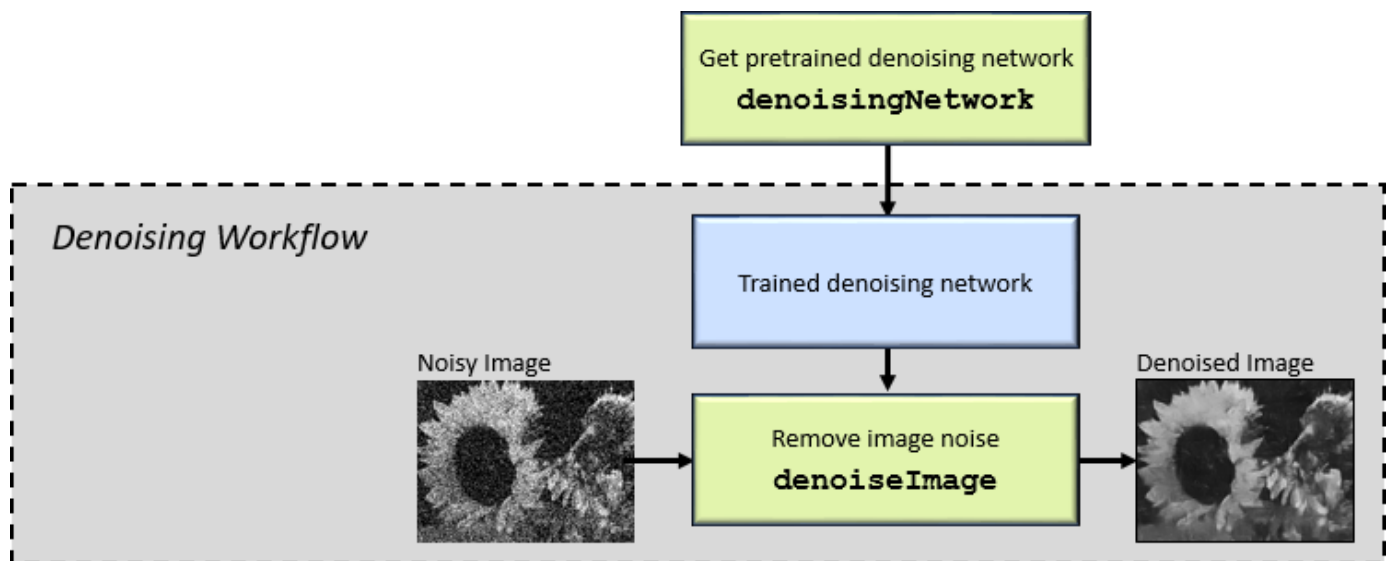 Get pretrained denoising network
denoisingNetwork
Denoising Workflow
Trained denoising network
Noisy Image
Denoised Image
Remove image noise
denoiseImage